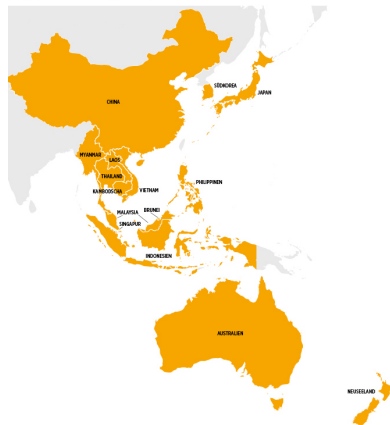 CHINA
SÜDKOREA
JAPAN
MYANMAR
LAOS
THAILAND
KAMBODSCHA
VIETNAM
PHILIPPINEN
MALAYSIA
BRUNEI
SINGAPUR
INDONESIEN
AUSTRALIEN
NEUSEELAND